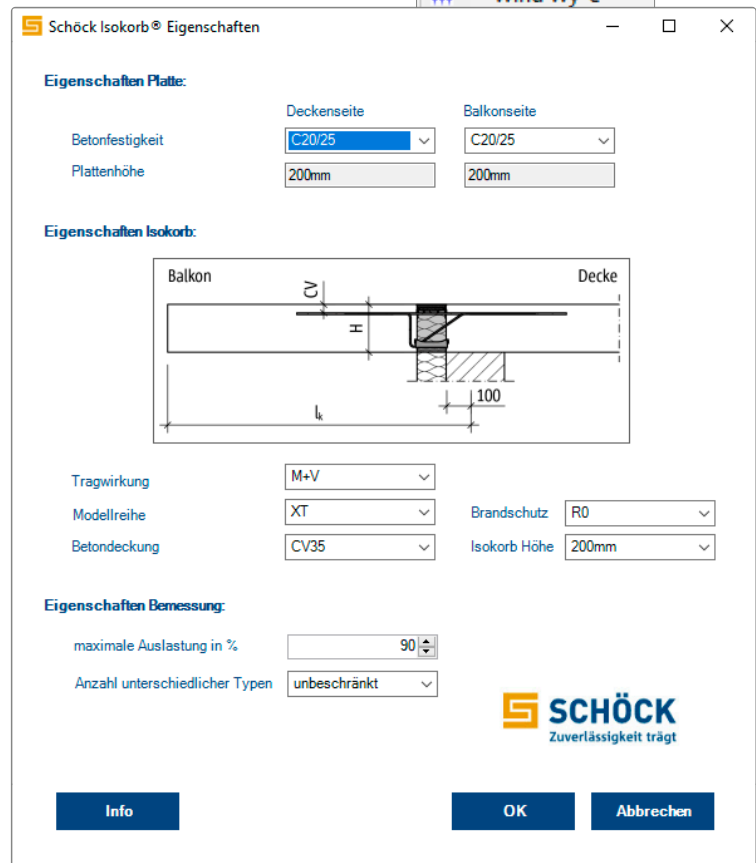 Schöck Isokorb® Eigenschaften
Eigenschaften Platte:
Deckenseite Balkonseite
Betonfestigkeit C20/25 C20/25
Plattenhöhe 200mm 200mm
Eigenschaften Isokorb:
Balkon CV Decke
H
100
lk
Tragwirkung M+V
Modellreihe XT Brandschutz R0
Betondeckung CV35 Isokorb Höhe 200mm
Eigenschaften Bemessung:
maximale Auslastung in % 90
Anzahl unterschiedlicher Typen unbeschränkt
SCHÖCK
Zuverlässigkeit trägt
Info OK Abbrechen